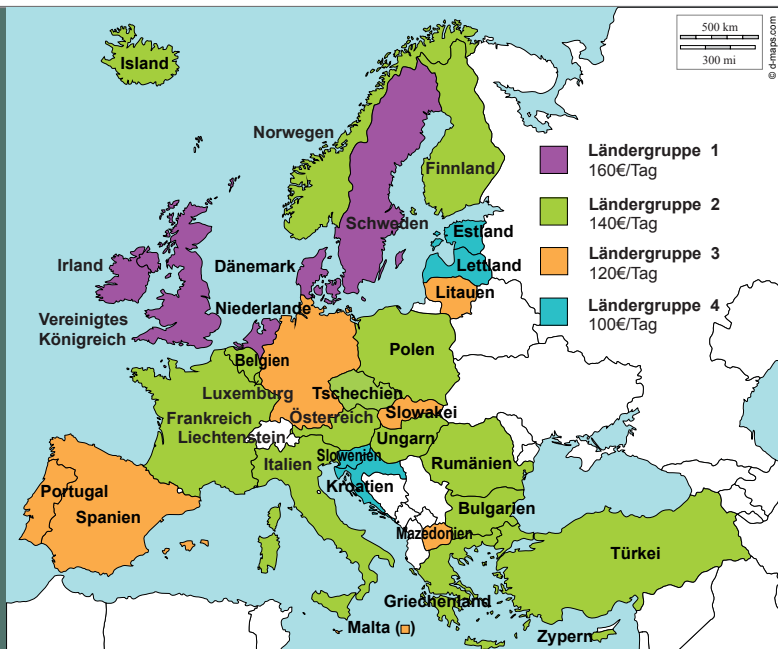 500 km
300 mi
© d-maps.com
Island
Norwegen
Finnland
Ländergruppe 1
160€/Tag
Ländergruppe 2
140€/Tag
Ländergruppe 3
120€/Tag
Ländergruppe 4
100€/Tag
Schweden
Estland
Lettland
Litauen
Irland
Dänemark
Vereinigtes
Königreich
Niederlande
Belgien
Polen
Luxemburg
Tschechien
Frankreich
Österreich
Slowakei
Liechtenstein
Ungarn
Italien
Slowenien
Rumänien
Kroatien
Portugal
Spanien
Bulgarien
Mazedonien
Türkei
Griechenland
Malta ( )
Zypern